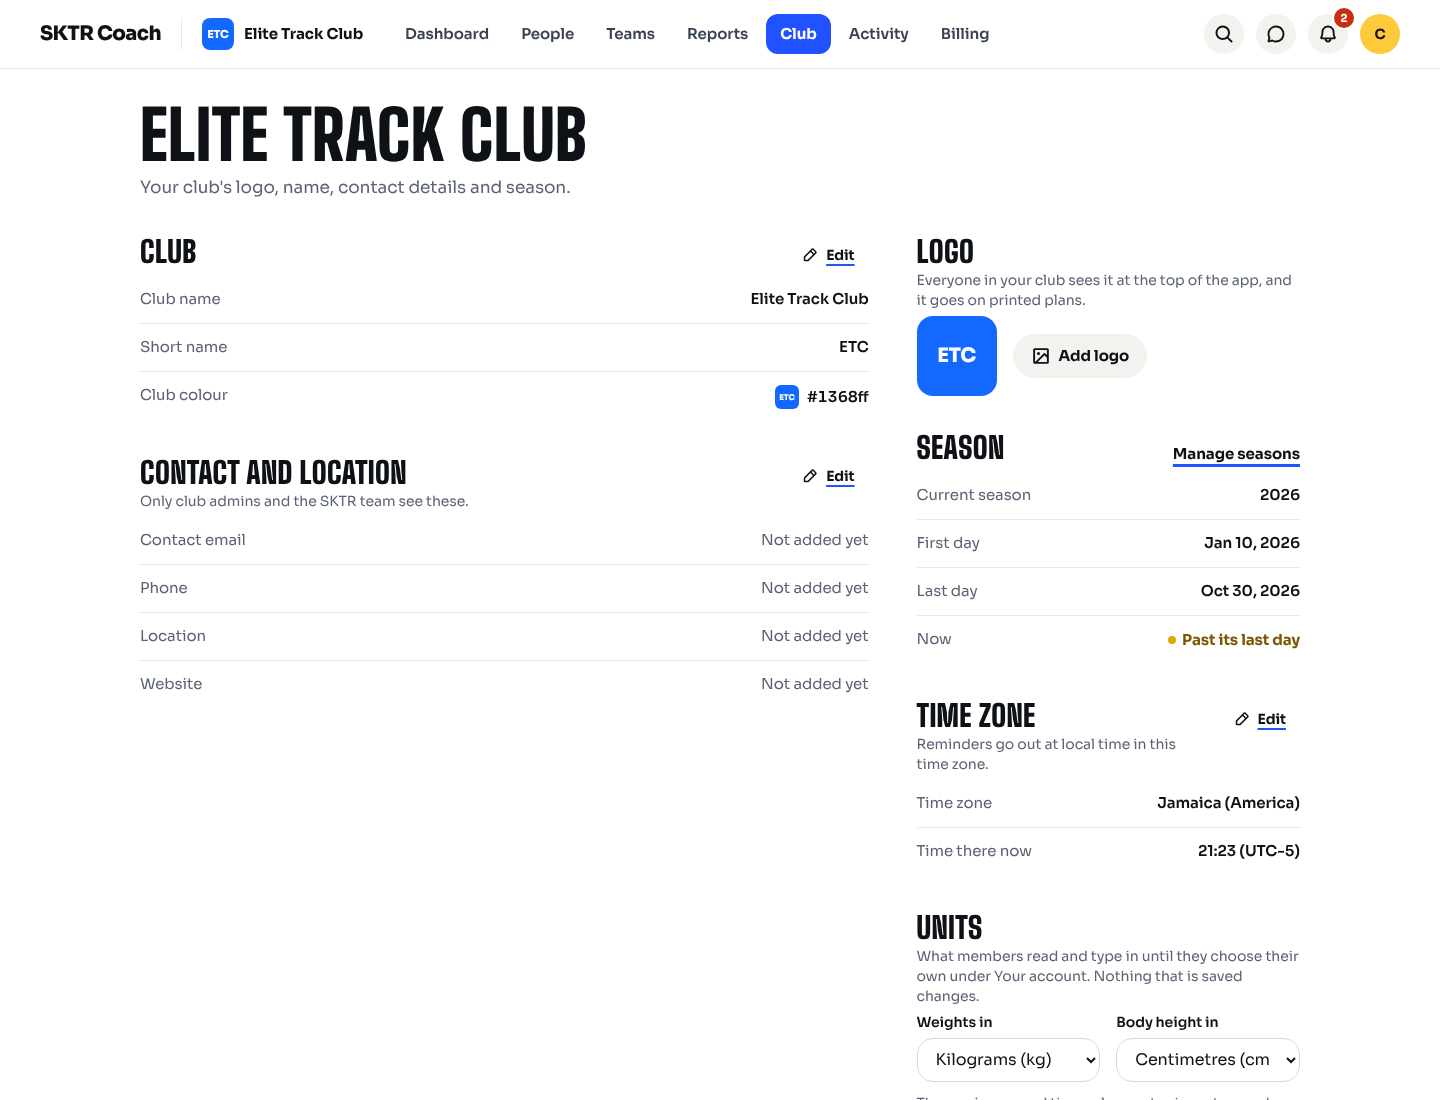 SKTR Coach
ETC
Elite Track Club
Dashboard
People
Teams
Reports
Club
Activity
Billing
2
C
ELITE TRACK CLUB
Your club's logo, name, contact details and season.
CLUB
Edit
Club name
Elite Track Club
Short name
ETC
Club colour
ETC
#1368ff
CONTACT AND LOCATION
Edit
Only club admins and the SKTR team see these.
Contact email
Not added yet
Phone
Not added yet
Location
Not added yet
Website
Not added yet
LOGO
Everyone in your club sees it at the top of the app, and
it goes on printed plans.
ETC
Add logo
SEASON
Manage seasons
Current season
2026
First day
Jan 10, 2026
Last day
Oct 30, 2026
Now
Past its last day
TIME ZONE
Edit
Reminders go out at local time in this
time zone.
Time zone
Jamaica (America)
Time there now
21:23 (UTC-5)
UNITS
What members read and type in until they choose their
own under Your account. Nothing that is saved
changes.
Weights in
Body height in
Kilograms (kg)
Centimetres (cm